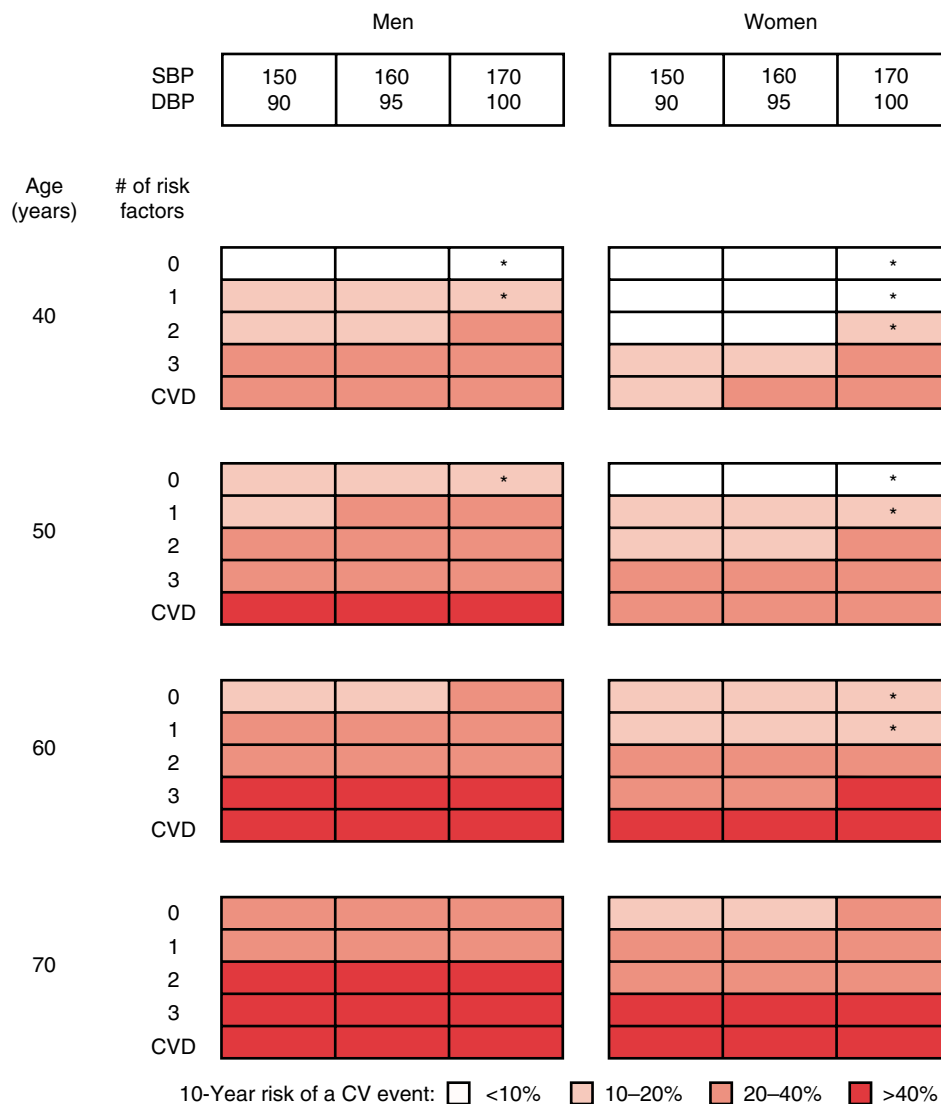 Men Women
SBP 150 160 170 150 160 170
DBP 90 95 100 90 95 100
Age # of risk
(years) factors
0 * *
1 * *
40
2 *
3
CVD
0 * *
1 *
50
2
3
CVD
0 *
1 *
60
2
3
CVD
0
1
70
2
3
CVD
10-Year risk of a CV event: <10% 10–20% 20–40% >40%